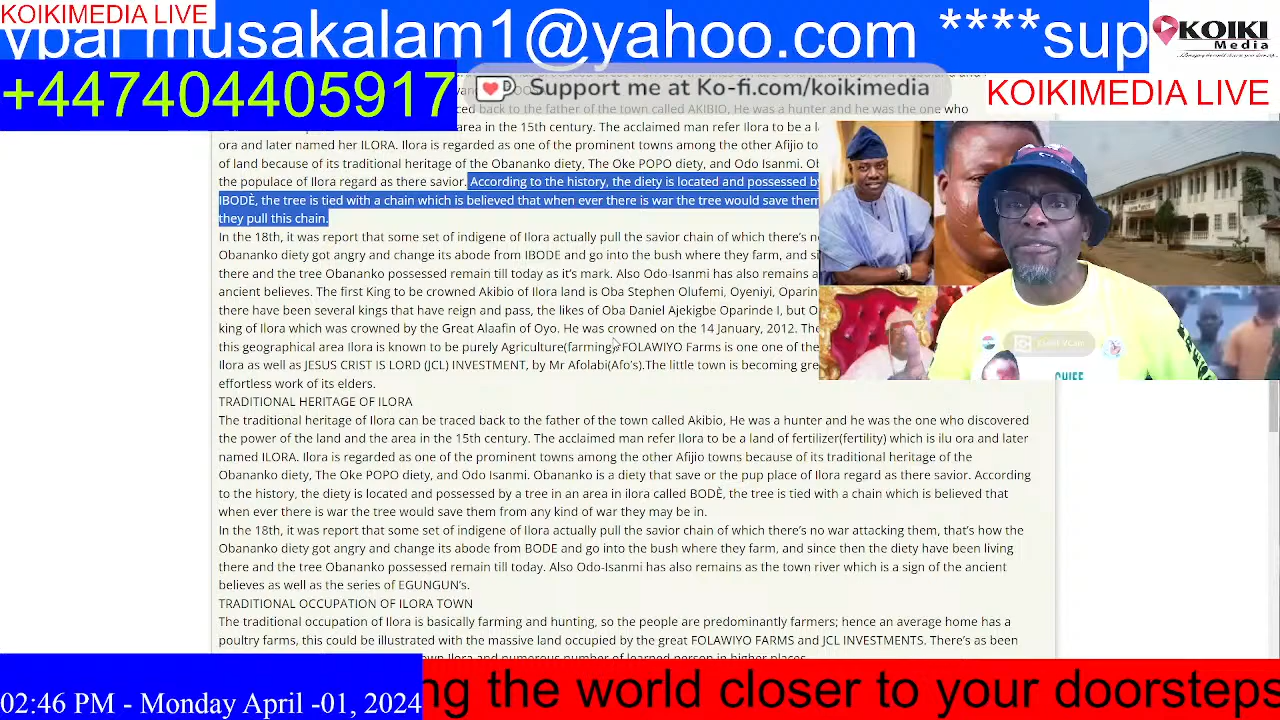 KOIKIMEDIA LIVE
musakalam1@yahoo.com ****sup
KOIKI
Media
+447404405917
Support me at Ko-fi.com/koikimedia
KOIKIMEDIA LIVE
back to the father of the town called AKIBIO, He was a hunter and he was the one who
area in the 15th century. The acclaimed man refer Ilora to be a
ora and later named her ILORA. Ilora is regarded as one of the prominent towns among the other Afijio to
of land because of its traditional heritage of the Obananko diety, The Oke POPO diety, and Odo Isanmi.
the populace of Ilora regard as there savior. According to the history, the diety is located and possessed by
IBODÈ, the tree is tied with a chain which is believed that when ever there is war the tree would save them
they pull this chain.
In the 18th, it was report that some set of indigene of Ilora actually pull the savior chain of which there's
Obananko diety got angry and change its abode from IBODE and go into the bush where they farm, and
there and the tree Obananko possessed remain till today as it's mark. Also Odo-Isanmi has also remains
ancient believes. The first King to be crowned Akibio of Ilora land is Oba Stephen Olufemi, Oyeniyi,
there have been several kings that have reign and pass, the likes of Oba Daniel Ajekigbe Oparinde I, but
king of Ilora which was crowned by the Great Alaafin of Oyo. He was crowned on the 14 January, 2012.
this geographical area Ilora is known to be purely Agriculture(farming).FOLAWIYO Farms is one one of the
Ilora as well as JESUS CRIST IS LORD (JCL) INVESTMENT, by Mr Afolabi(Afo's).The little town is becoming
effortless work of its elders.
TRADITIONAL HERITAGE OF ILORA
The traditional heritage of Ilora can be traced back to the father of the town called Akibio, He was a hunter and he was the one who discovered
the power of the land and the area in the 15th century. The acclaimed man refer Ilora to be a land of fertilizer(fertility) which is ilu ora and later
named ILORA. Ilora is regarded as one of the prominent towns among the other Afijio towns because of its traditional heritage of the
Obananko diety, The Oke POPO diety, and Odo Isanmi. Obananko is a diety that save or the pup place of Ilora regard as there savior. According
to the history, the diety is located and possessed by a tree in an area in ilora called BODÈ, the tree is tied with a chain which is believed that
when ever there is war the tree would save them from any kind of war they may be in.
In the 18th, it was report that some set of indigene of Ilora actually pull the savior chain of which there's no war attacking them, that's how the
Obananko diety got angry and change its abode from BODE and go into the bush where they farm, and since then the diety have been living
there and the tree Obananko possessed remain till today. Also Odo-Isanmi has also remains as the town river which is a sign of the ancient
believes as well as the series of EGUNGUN's.
TRADITIONAL OCCUPATION OF ILORA TOWN
The traditional occupation of Ilora is basically farming and hunting, so the people are predominantly farmers; hence an average home has a
poultry farms, this could be illustrated with the massive land occupied by the great FOLAWIYO FARMS and JCL INVESTMENTS. There's as been
CHIEF
02:46 PM - Monday April -01, 2024
ng the world closer to your doorsteps